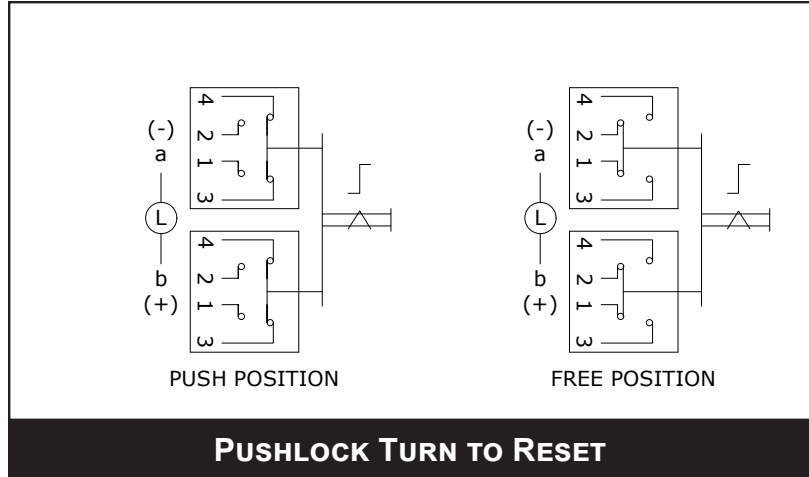 4
2
1
3
(-)
a
L
b
(+)
4
2
1
3
PUSH POSITION
4
2
1
3
(-)
a
L
b
(+)
4
2
1
3
FREE POSITION
PUSHLOCK TURN TO RESET